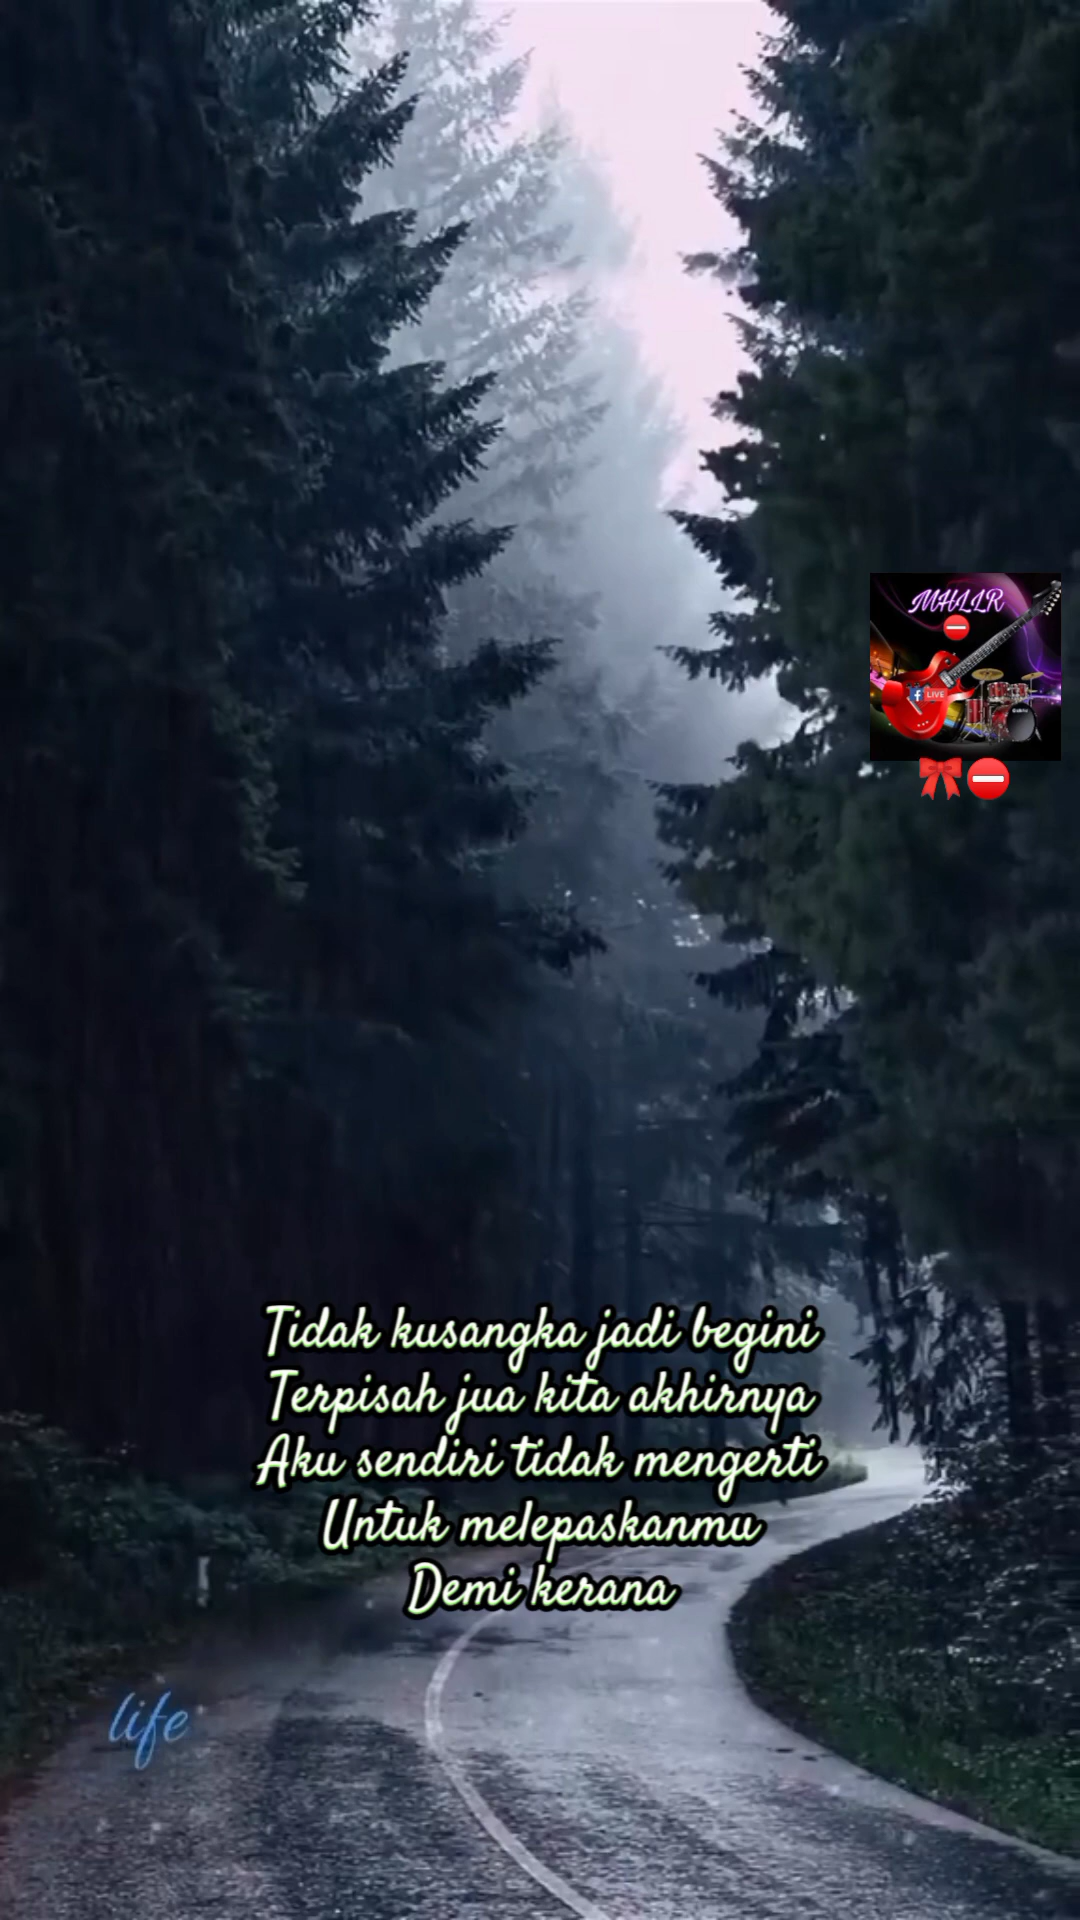 MHLLR
LIVE
Tidak kusangka jadi begini
Terpisah jua kita akhirnya
Aku sendiri tidak mengerti
Untuk melepaskanmu
Demi kerana
life